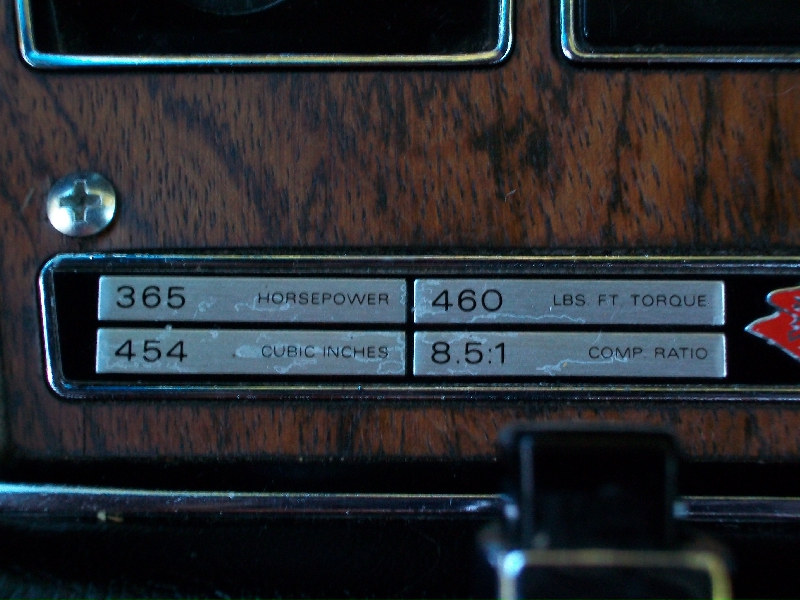 365 HORSEPOWER
460 LBS FT. TORQUE
454 CUBIC INCHES
8.5:1 COMP. RATIO